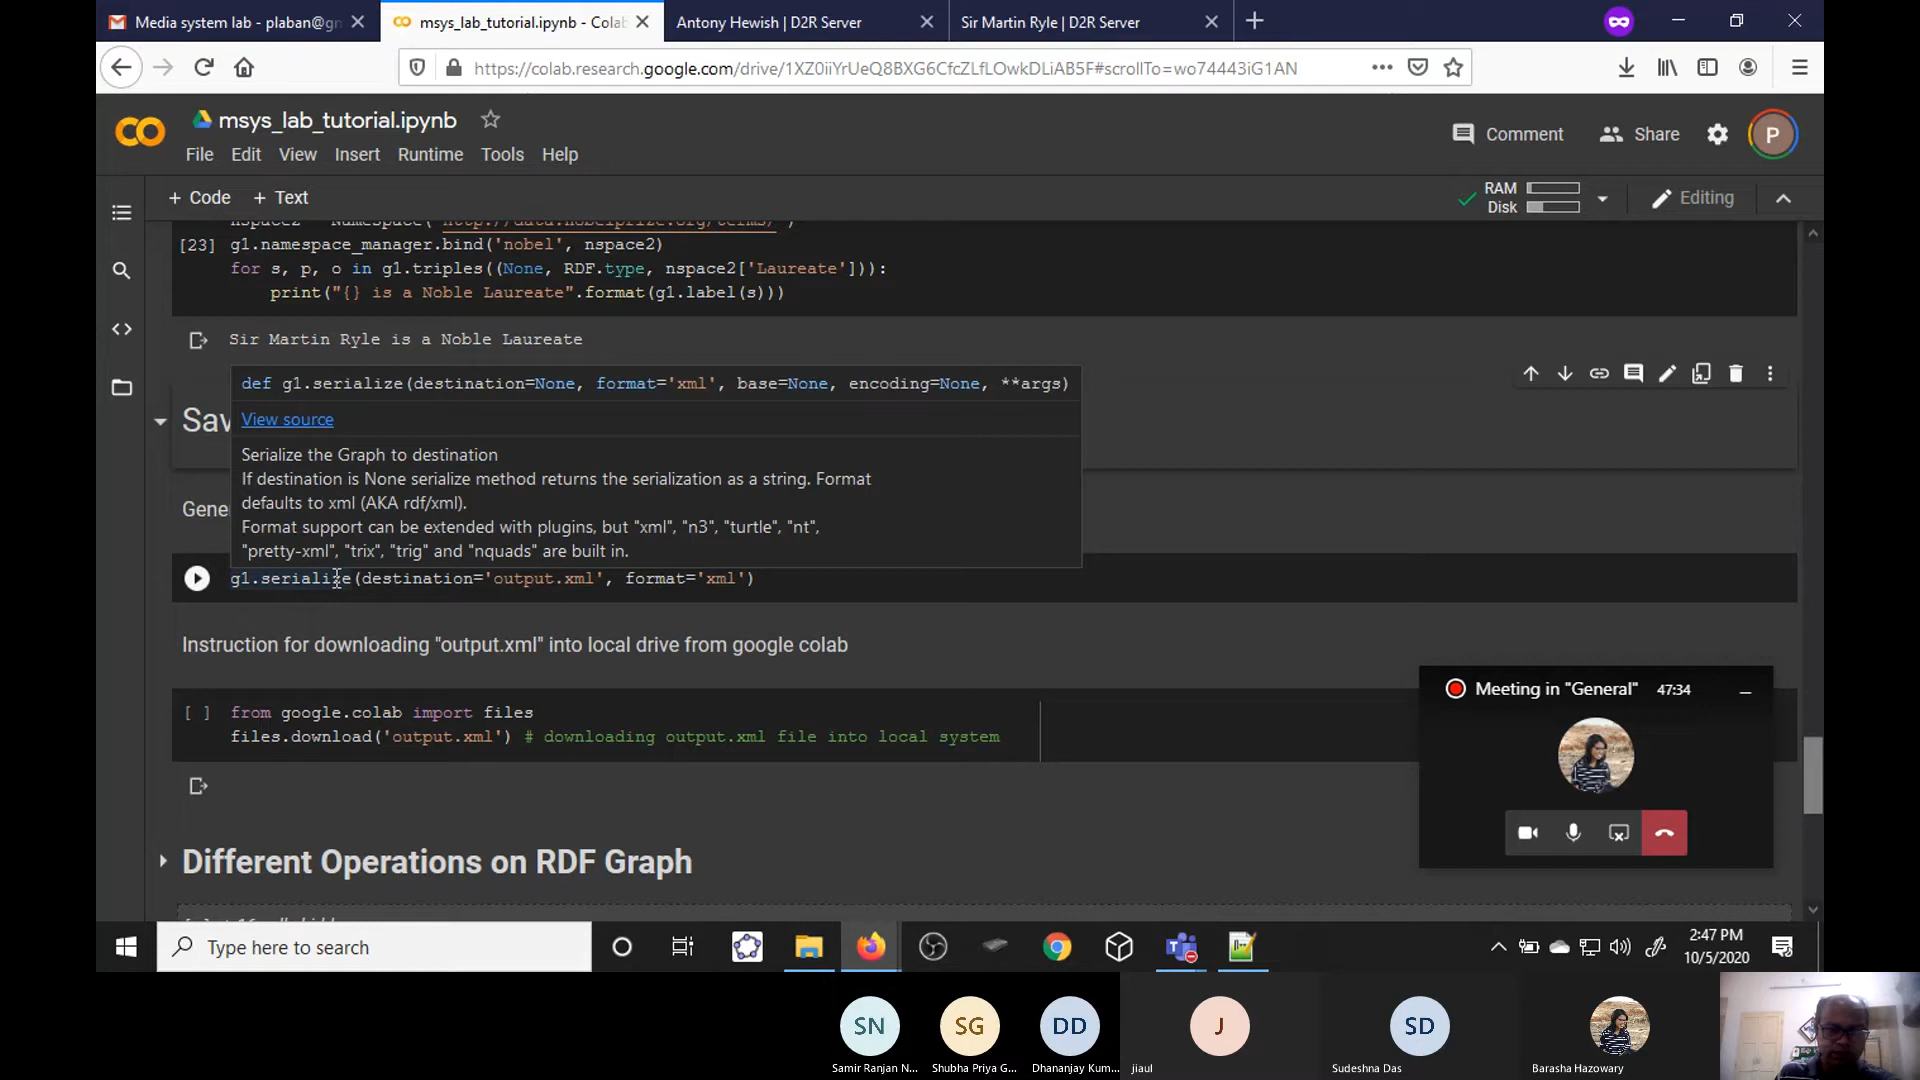 Media system lab - plaban@gn
msys_lab_tutorial.ipynb - Colab
Antony Hewish | D2R Server
Sir Martin Ryle | D2R Server
https://colab.research.google.com/drive/1XZ0iiYrUeQ8BXG6CfcZLfLOwkDLiAB5F#scrollTo=wo74443iG1AN
msys_lab_tutorial.ipynb
Comment
Share
P
File Edit View Insert Runtime Tools Help
+ Code + Text
RAM
Disk
Editing
nspace2 = Namespace("http://data.nobelprize.org/terms/")
[23] g1.namespace_manager.bind('nobel', nspace2)
for s, p, o in g1.triples((None, RDF.type, nspace2['Laureate'])):
print("{} is a Noble Laureate".format(g1.label(s)))
Sir Martin Ryle is a Noble Laureate
def g1.serialize(destination=None, format='xml', base=None, encoding=None, **args)
Sav
View source
Serialize the Graph to destination
If destination is None serialize method returns the serialization as a string. Format
defaults to xml (AKA rdf/xml).
Gene
Format support can be extended with plugins, but "xml", "n3", "turtle", "nt",
"pretty-xml", "trix", "trig" and "nquads" are built in.
g1.serialize(destination='output.xml', format='xml')
Instruction for downloading "output.xml" into local drive from google colab
[ ] from google.colab import files
files.download('output.xml') # downloading output.xml file into local system
Meeting in "General" 47:34
Different Operations on RDF Graph
Type here to search
2:47 PM
10/5/2020
SN
SG
DD
J
SD
Samir Ranjan N...
Shubha Priya G...
Dhananjay Kum...
jiaul
Sudeshna Das
Barasha Hazowary